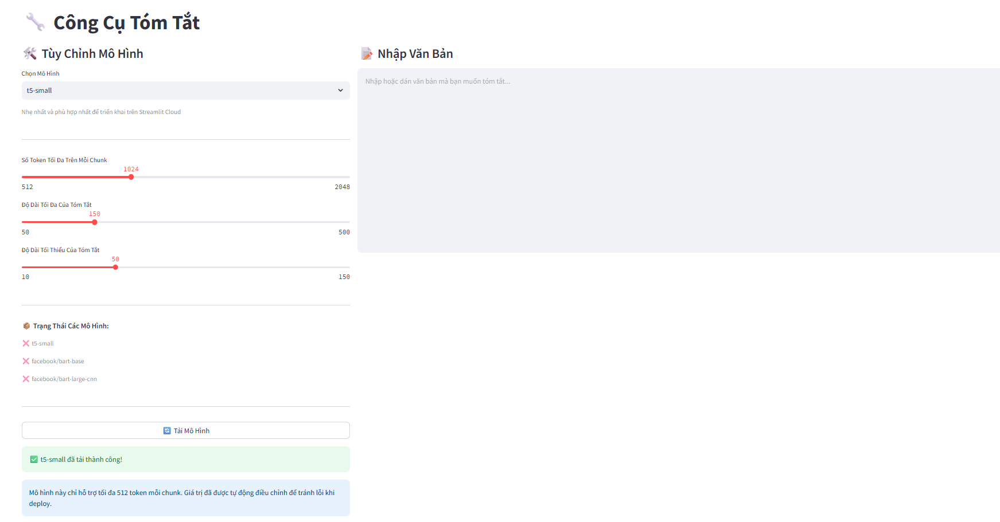 Công Cụ Tóm Tắt
Tùy Chỉnh Mô Hình
Chọn Mô Hình
t5-small
Nhẹ nhất và phù hợp nhất để triển khai trên Streamlit Cloud
Số Token Tối Đa Trên Mỗi Chunk
1024
512 2048
Độ Dài Tối Đa Của Tóm Tắt
150
50 500
Độ Dài Tối Thiểu Của Tóm Tắt
50
10 150
Trạng Thái Các Mô Hình:
t5-small
facebook/bart-base
facebook/bart-large-cnn
Tải Mô Hình
t5-small đã tải thành công!
Mô hình này chỉ hỗ trợ tối đa 512 token mỗi chunk. Giá trị đã được tự động điều chỉnh để tránh lỗi khi
deploy.
Nhập Văn Bản
Nhập hoặc dán văn bản mà bạn muốn tóm tắt...